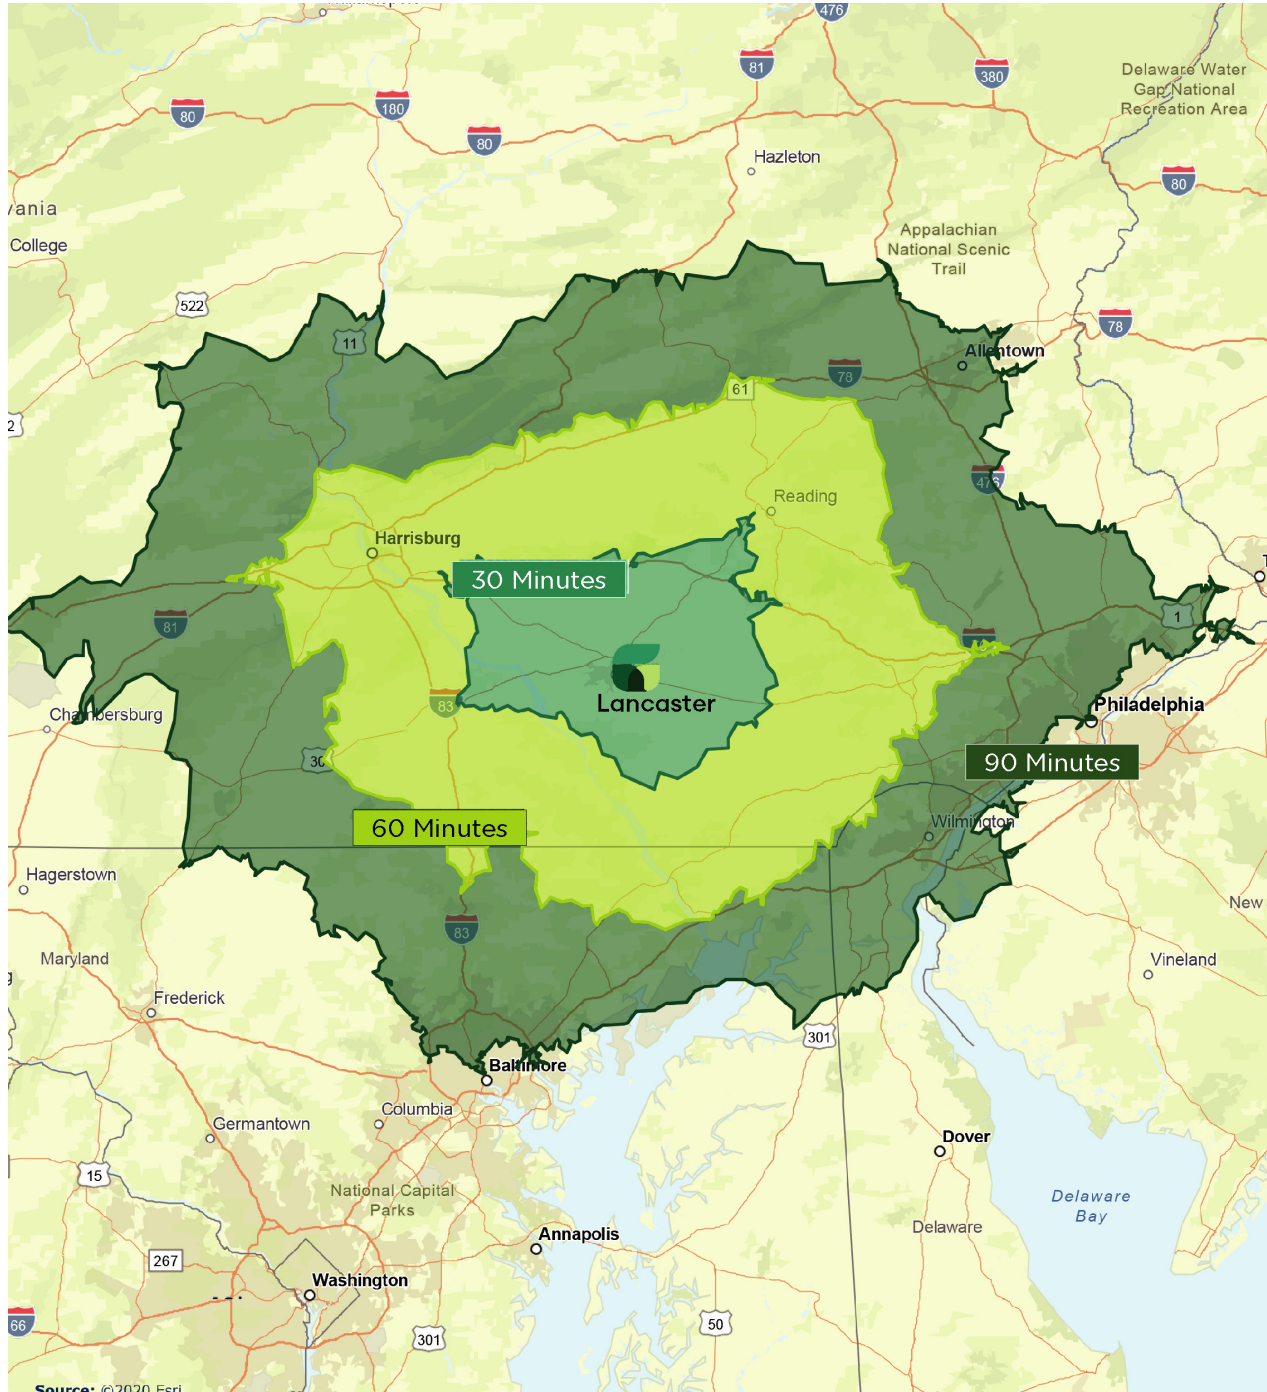 476
81
380
Delaware Water
Gap National
Recreation Area
80
180
80
Hazleton
80
vania
College
Appalachian
National Scenic
Trail
522
78
11
Allentown
78
61
2
476
Reading
Harrisburg
30 Minutes
81
1
83
Lancaster
Chambersburg
Philadelphia
30
90 Minutes
60 Minutes
Wilmington
Hagerstown
New
83
Maryland
Vineland
Frederick
301
Baltimore
Columbia
Germantown
Dover
15
National Capital
Parks
Delaware
Bay
Delaware
Annapolis
267
Washington
66
301
50
Source: ©2020 Esri